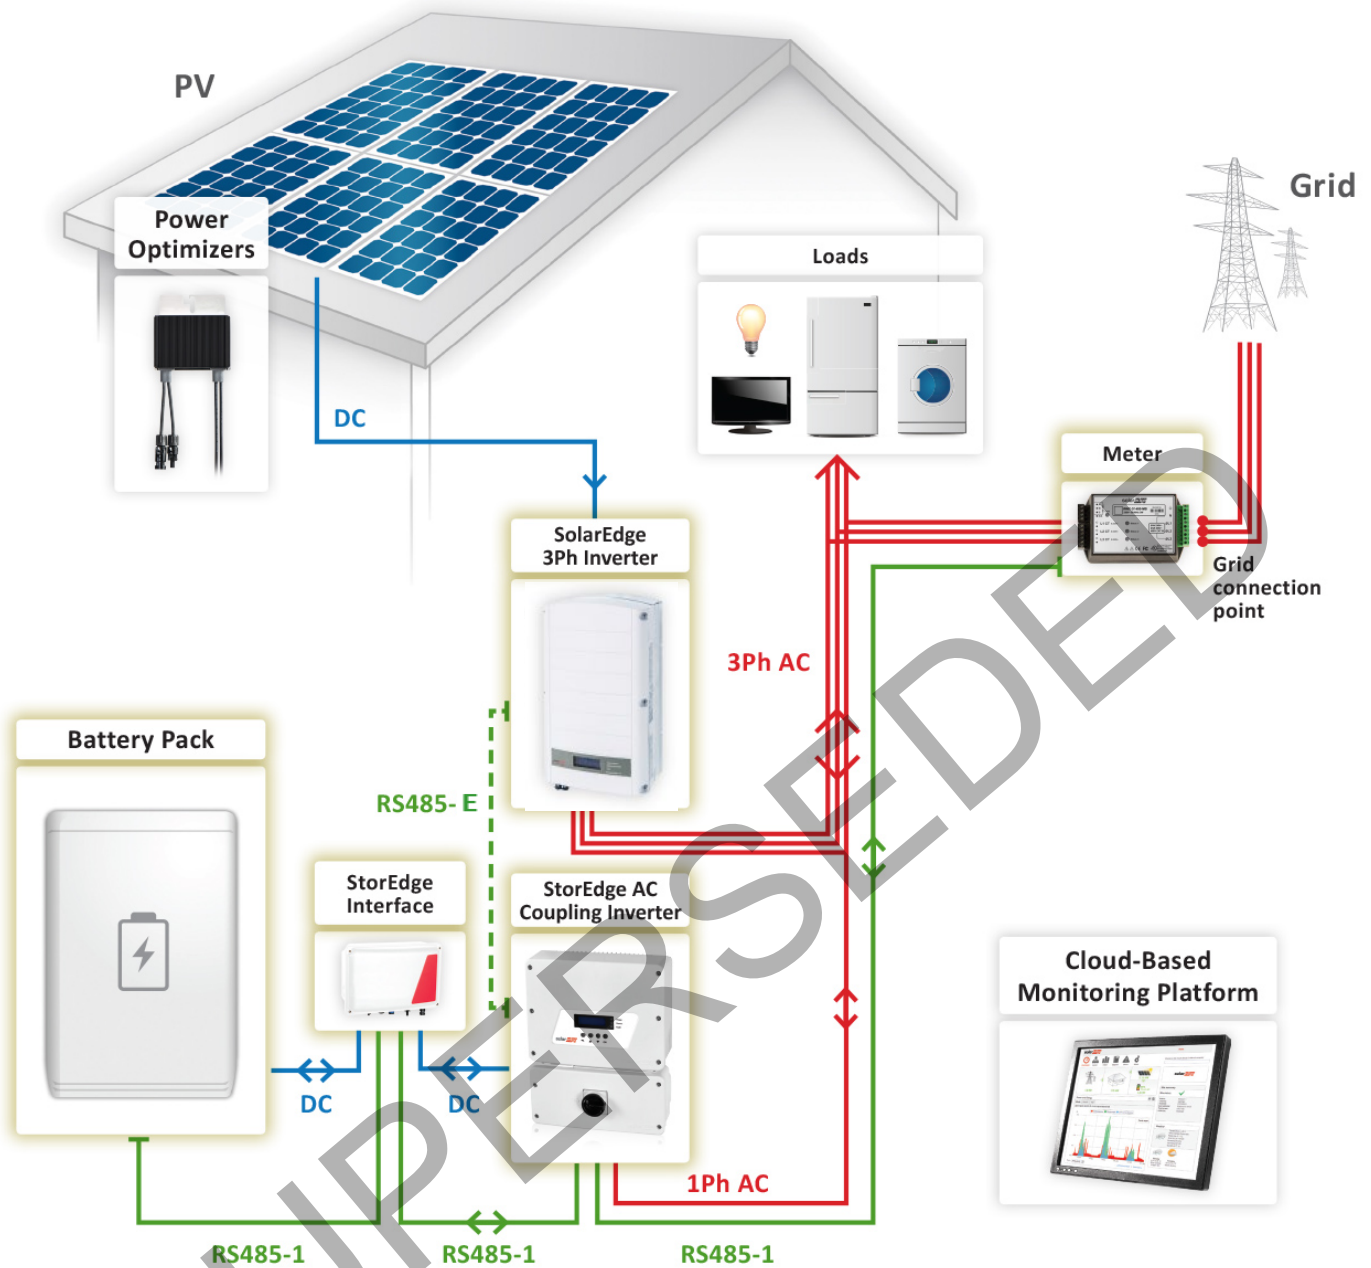 PV
Grid
Power
Optimizers
Loads
DC
Meter
SolarEdge
3Ph Inverter
Grid
connection
point
3Ph AC
Battery Pack
RS485- E
StorEdge
Interface
StorEdge AC
Coupling Inverter
Cloud-Based
Monitoring Platform
DC
DC
1Ph AC
RS485-1
RS485-1
RS485-1
UPERSEDED